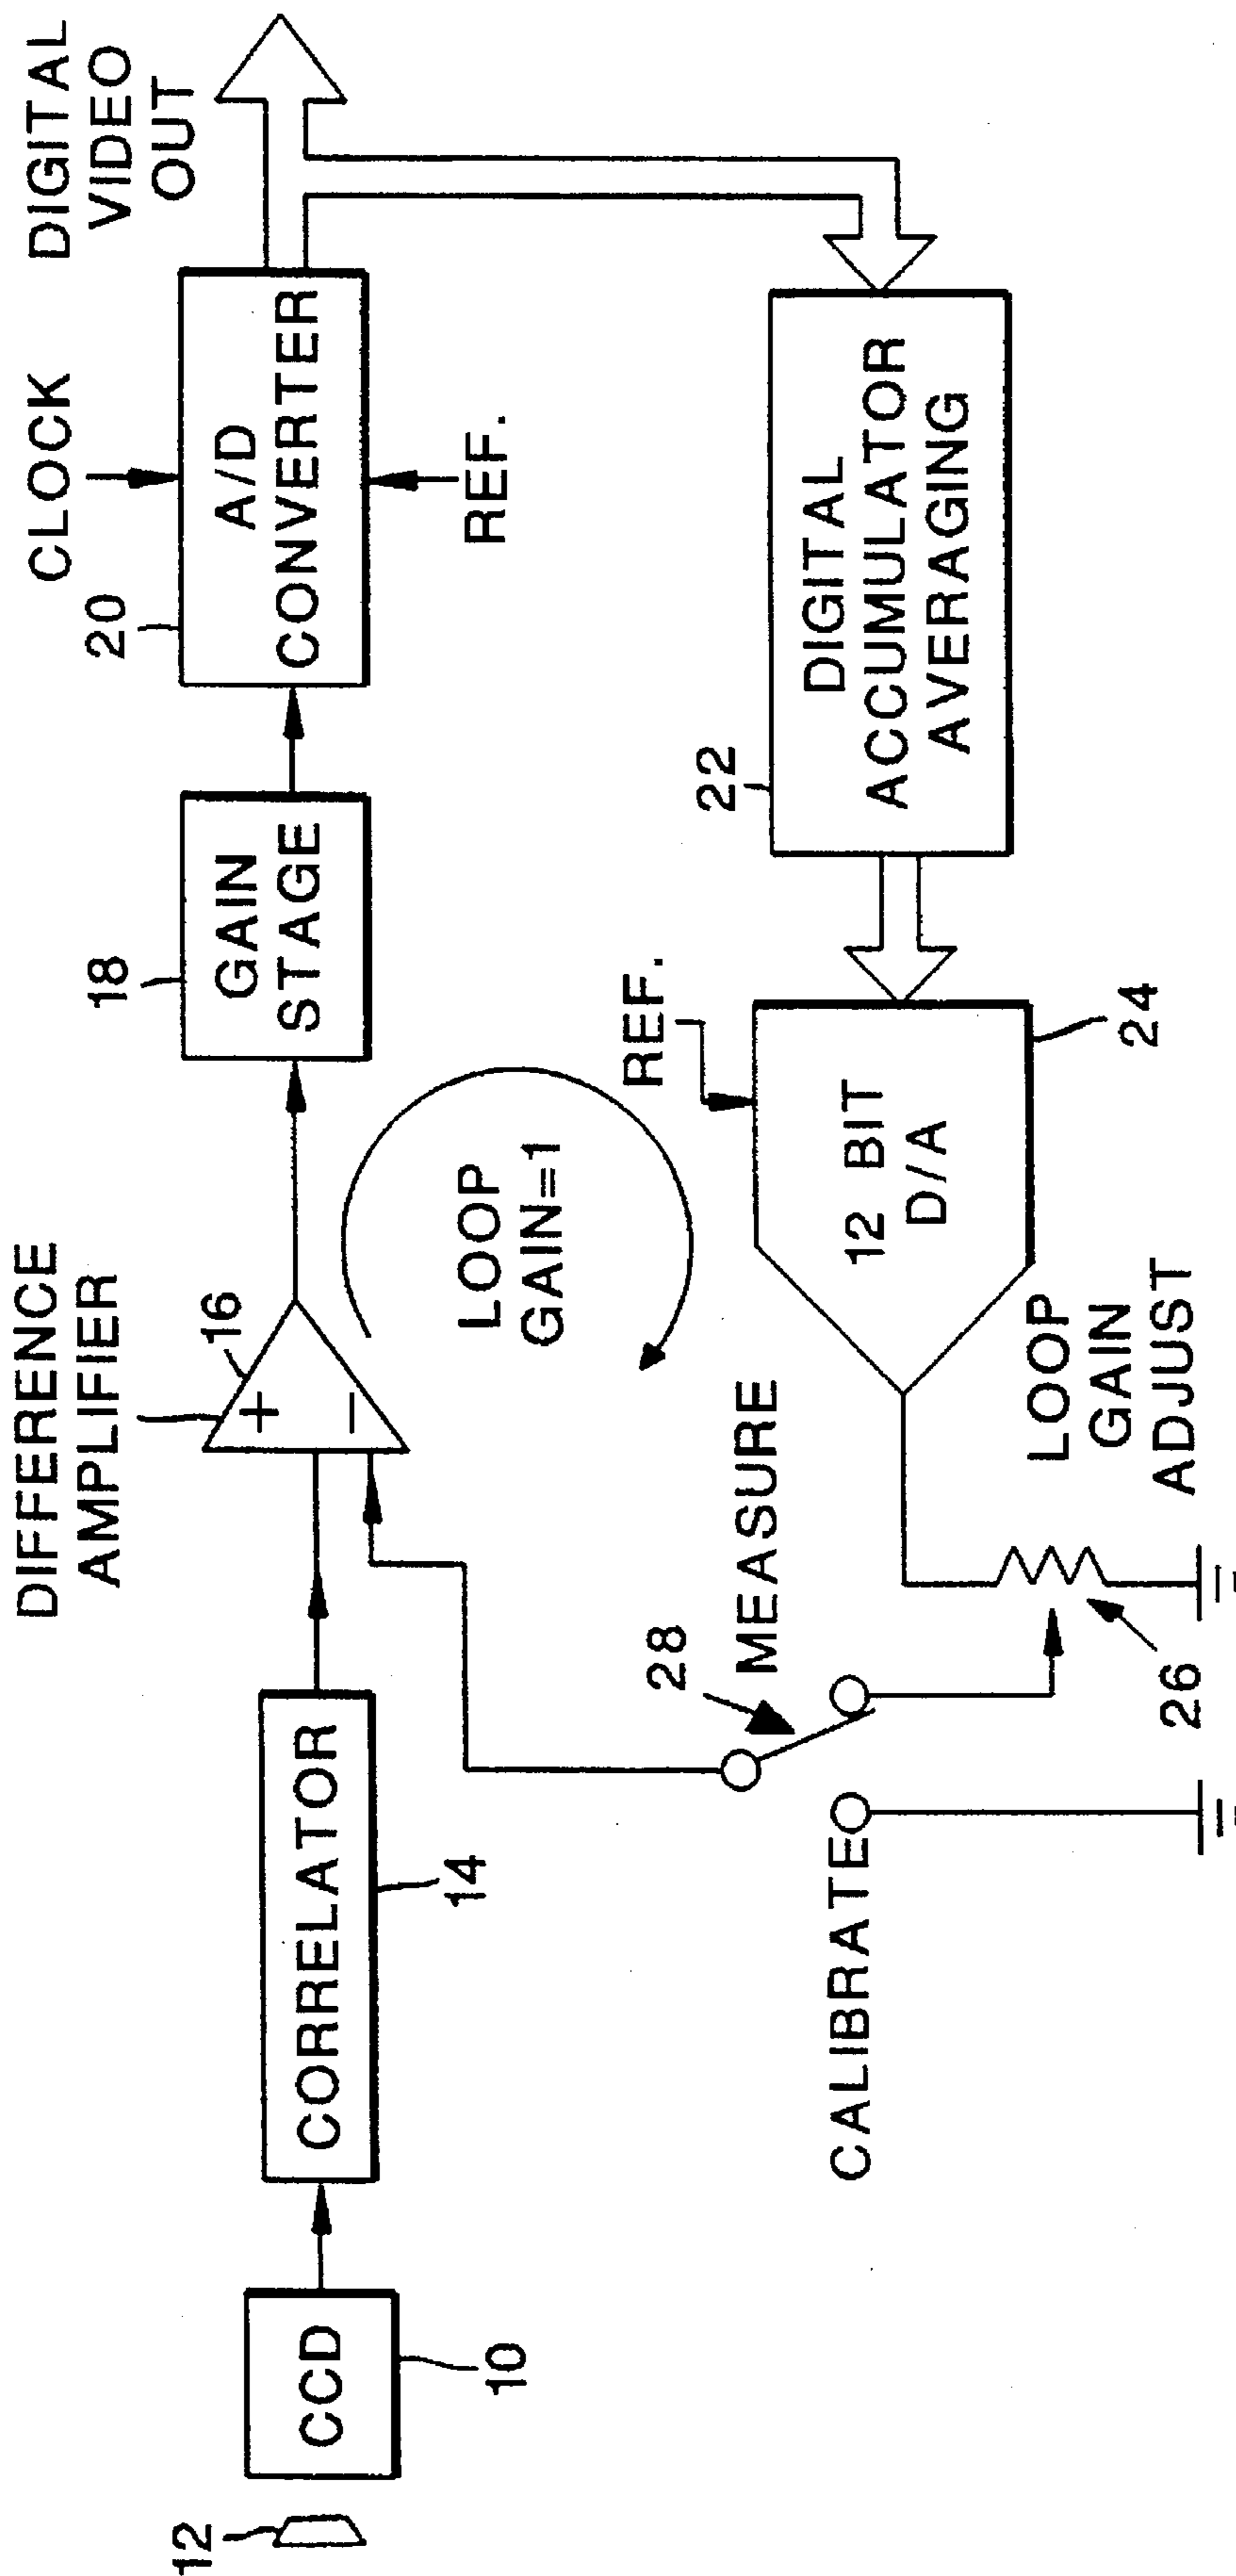 12
CCD
10
CORRELATOR
14
DIFFERENCE
AMPLIFIER
16
+
−
18
GAIN
STAGE
20
CLOCK
A/D
CONVERTER
REF.
DIGITAL
VIDEO
OUT
LOOP
GAIN=1
22
DIGITAL
ACCUMULATOR
AVERAGING
REF.
12 BIT
D/A
24
LOOP
GAIN
ADJUST
26
28
MEASURE
CALIBRATE